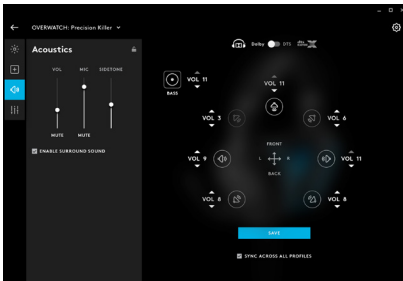 OVERWATCH: Precision Killer
Acoustics
VOL MIC SIDETONE
MUTE MUTE
ENABLE SURROUND SOUND
Dolby DTS dts X
VOL 11
BASS
VOL 11
VOL 3
VOL 6
FRONT
VOL 9
L R
VOL 11
BACK
VOL 8
VOL 8
SAVE
SYNC ACROSS ALL PROFILES